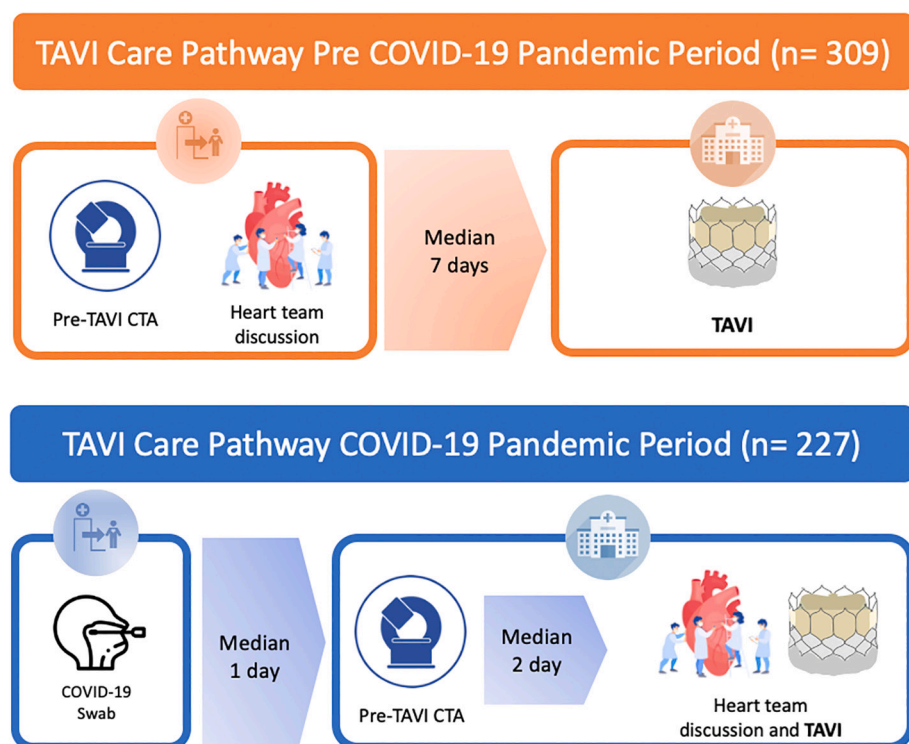 TAVI Care Pathway Pre COVID-19 Pandemic Period (n= 309)
Pre-TAVI CTA
Heart team
discussion
Median
7 days
TAVI
TAVI Care Pathway COVID-19 Pandemic Period (n= 227)
COVID-19
Swab
Median
1 day
Pre-TAVI CTA
Median
2 day
Heart team
discussion and TAVI